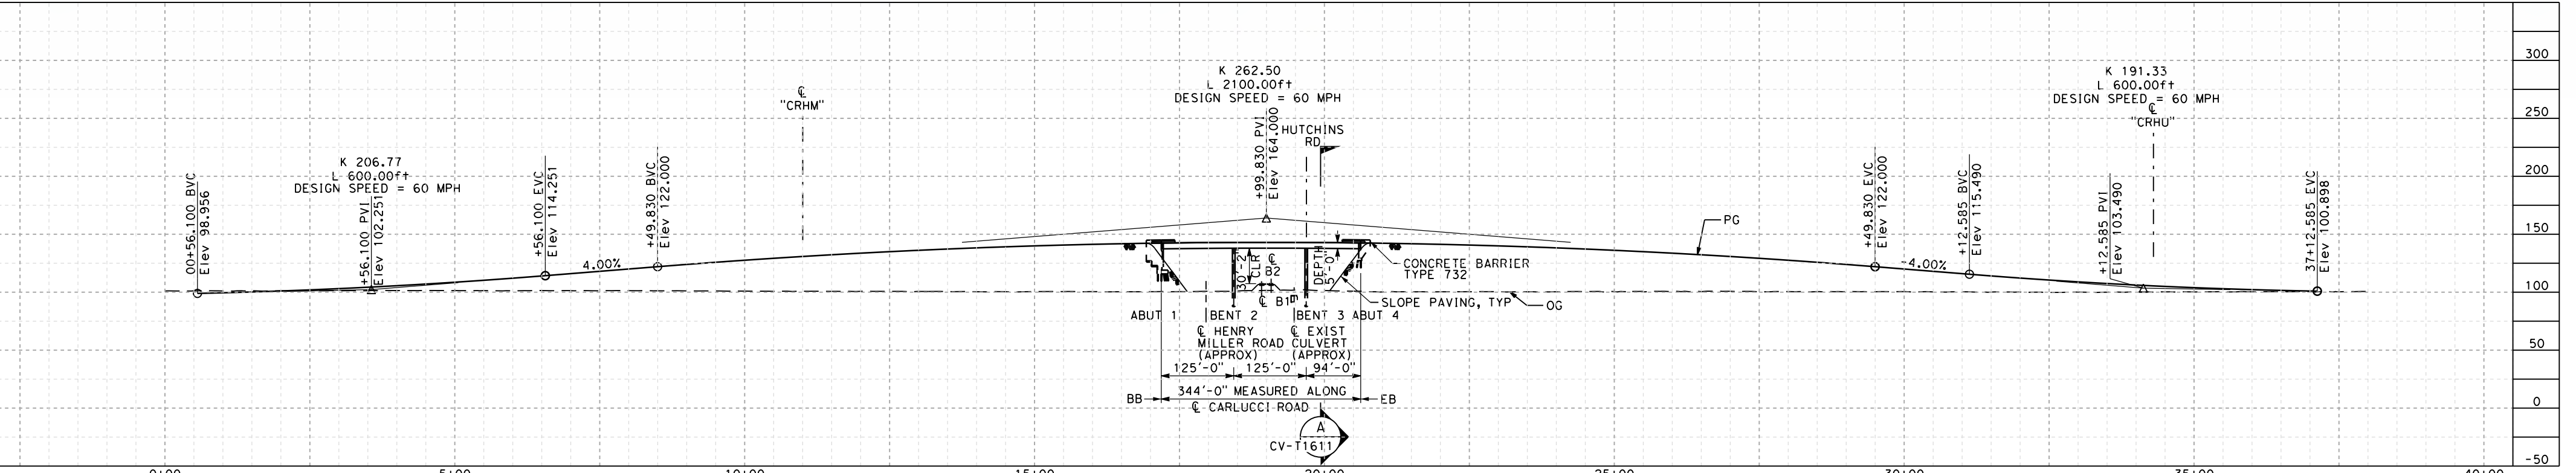 K 206.77
L 600.00ft
DESIGN SPEED = 60 MPH
00+56.100 BVC
Elev 98.956
+56.100 PVI
Elev 102.251
+56.100 EVC
Elev 114.251
4.00%
+49.830 BVC
Elev 122.000
℄
"CRHM"
K 262.50
L 2100.00ft
DESIGN SPEED = 60 MPH
+99.830 PVI
Elev 164.000
HUTCHINS
RD
30'-2"
CLR
℄
B2
℄ B1
DEPTH
5'-0"
PG
CONCRETE BARRIER
TYPE 732
SLOPE PAVING, TYP
OG
ABUT 1
BENT 2
BENT 3
ABUT 4
℄ HENRY
MILLER ROAD
(APPROX)
℄ EXIST
CULVERT
(APPROX)
125'-0"
125'-0"
94'-0"
BB
344'-0" MEASURED ALONG
℄ CARLUCCI ROAD
EB
A
CV-T1611
+49.830 EVC
Elev 122.000
-4.00%
+12.585 BVC
Elev 115.490
K 191.33
L 600.00ft
DESIGN SPEED = 60 MPH
℄
"CRHU"
+12.585 PVI
Elev 103.490
37+12.585 EVC
Elev 100.898
300
250
200
150
100
50
0
-50
0+00
5+00
10+00
15+00
20+00
25+00
30+00
35+00
40+00